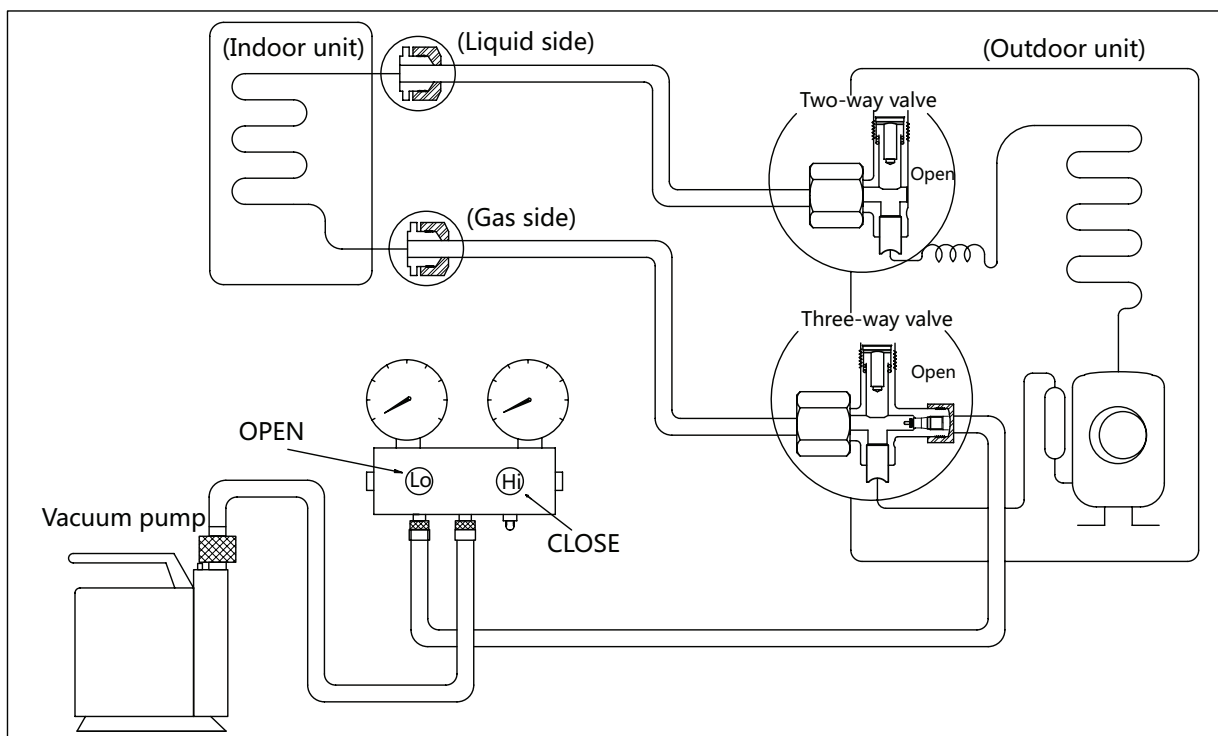 (Indoor unit)
(Liquid side)
(Outdoor unit)
Two-way valve
Open
(Gas side)
Three-way valve
Open
OPEN
Lo
Hi
Vacuum pump
CLOSE